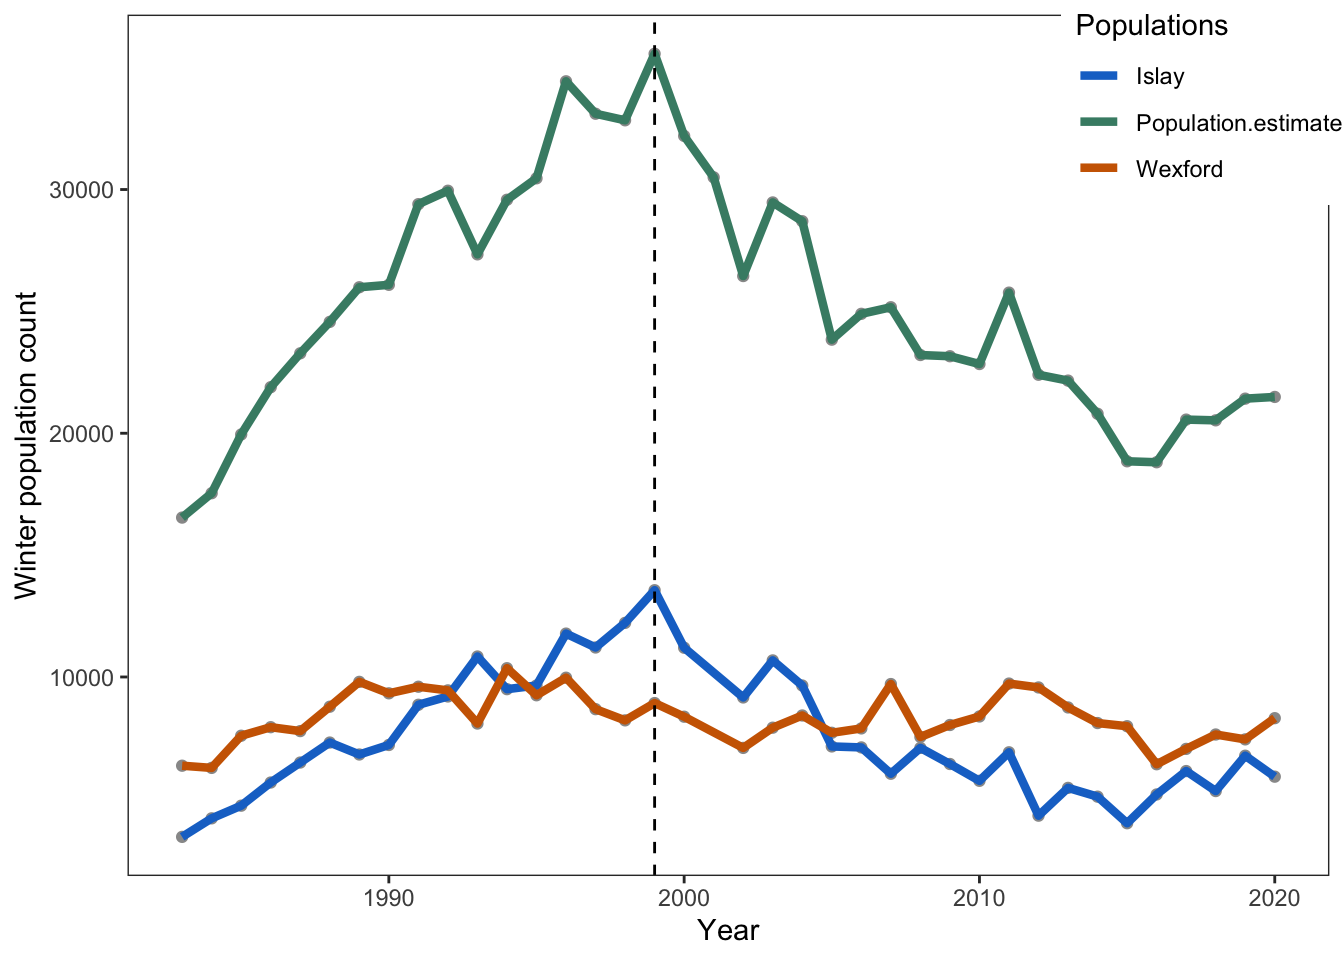 Populations
Islay
Population.estimate
Wexford
30000
20000
10000
Winter population count
1990
2000
2010
2020
Year